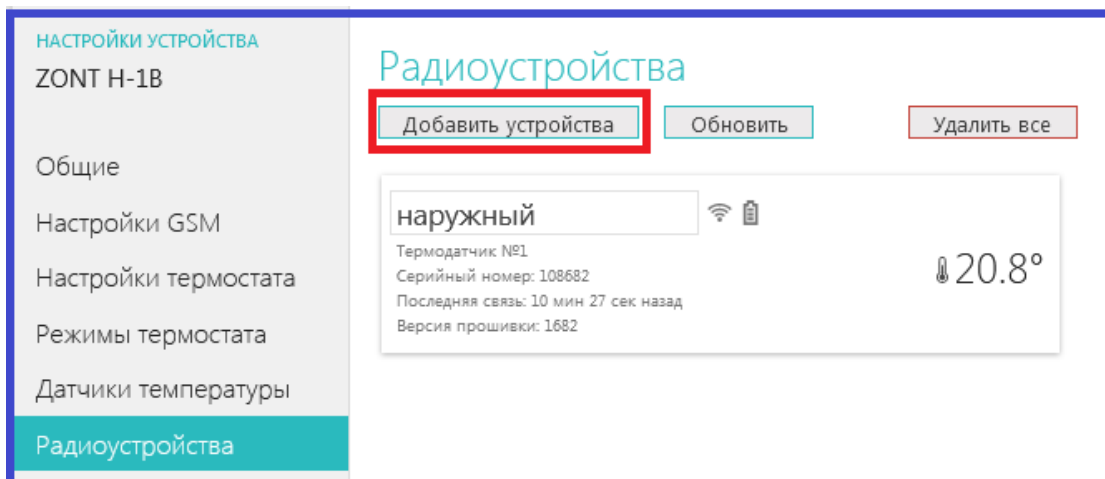 НАСТРОЙКИ УСТРОЙСТВА
ZONT H-1B
Общие
Настройки GSM
Настройки термостата
Режимы термостата
Датчики температуры
Радиоустройства
Радиоустройства
Добавить устройства Обновить Удалить все
наружный
Термодатчик №1
Серийный номер: 108682
Последняя связь: 10 мин 27 сек назад
Версия прошивки: 1682
20.8°